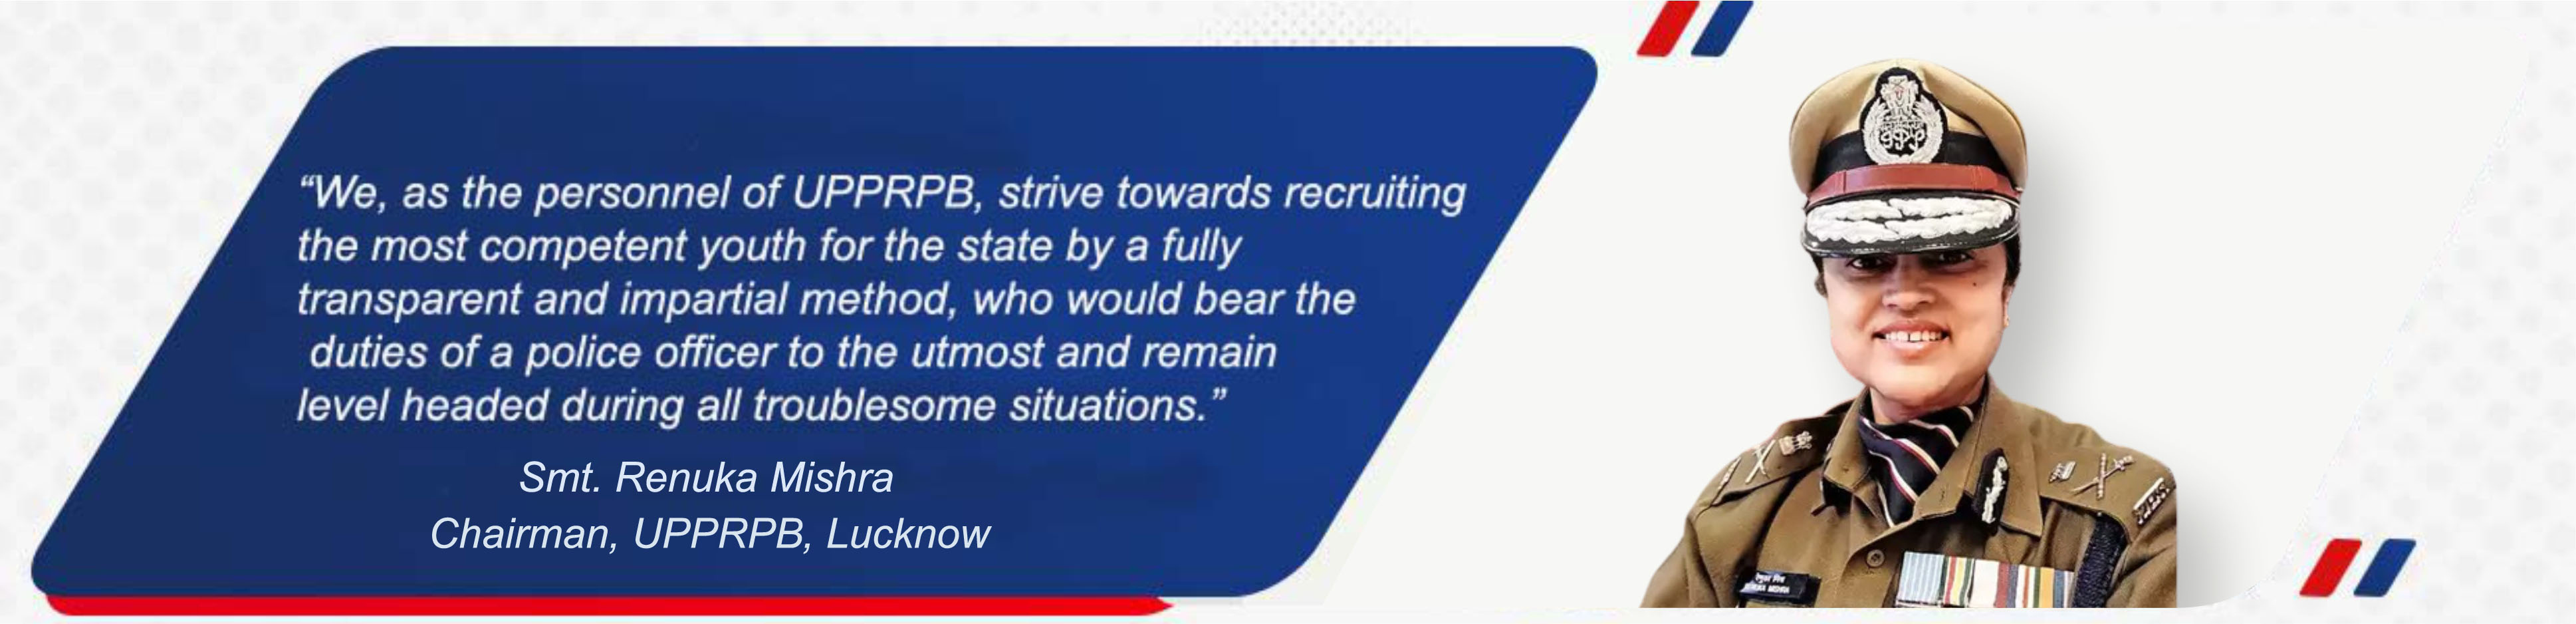 “We, as the personnel of UPPRPB, strive towards recruiting
the most competent youth for the state by a fully
transparent and impartial method, who would bear the
duties of a police officer to the utmost and remain
level headed during all troublesome situations.”
Smt. Renuka Mishra
Chairman, UPPRPB, Lucknow
RENUKA MISHRA